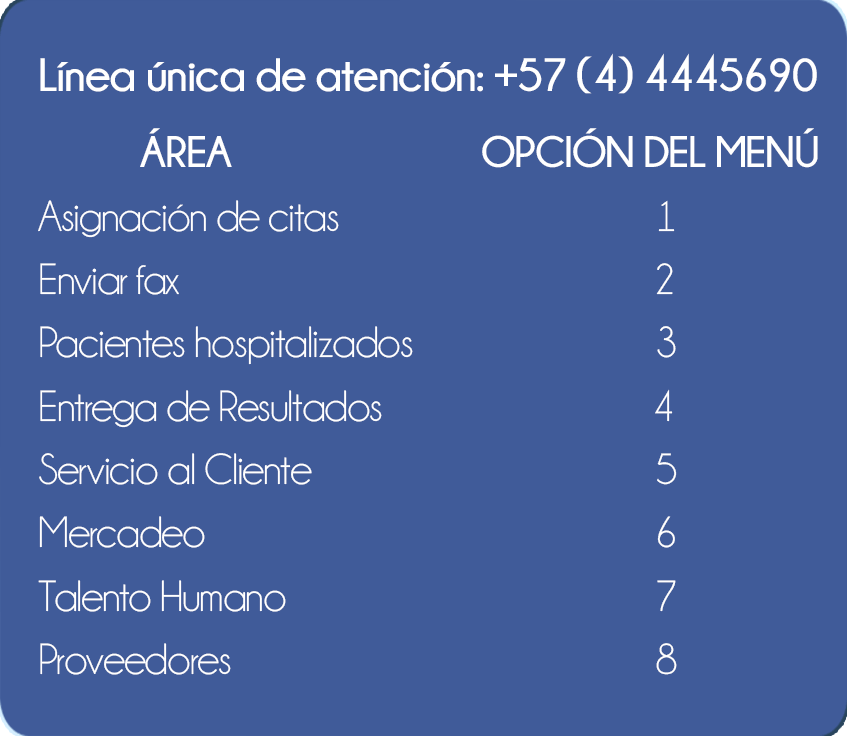 Línea única de atención: +57 (4) 4445690
ÁREA OPCIÓN DEL MENÚ
Asignación de citas 1
Enviar fax 2
Pacientes hospitalizados 3
Entrega de Resultados 4
Servicio al Cliente 5
Mercadeo 6
Talento Humano 7
Proveedores 8